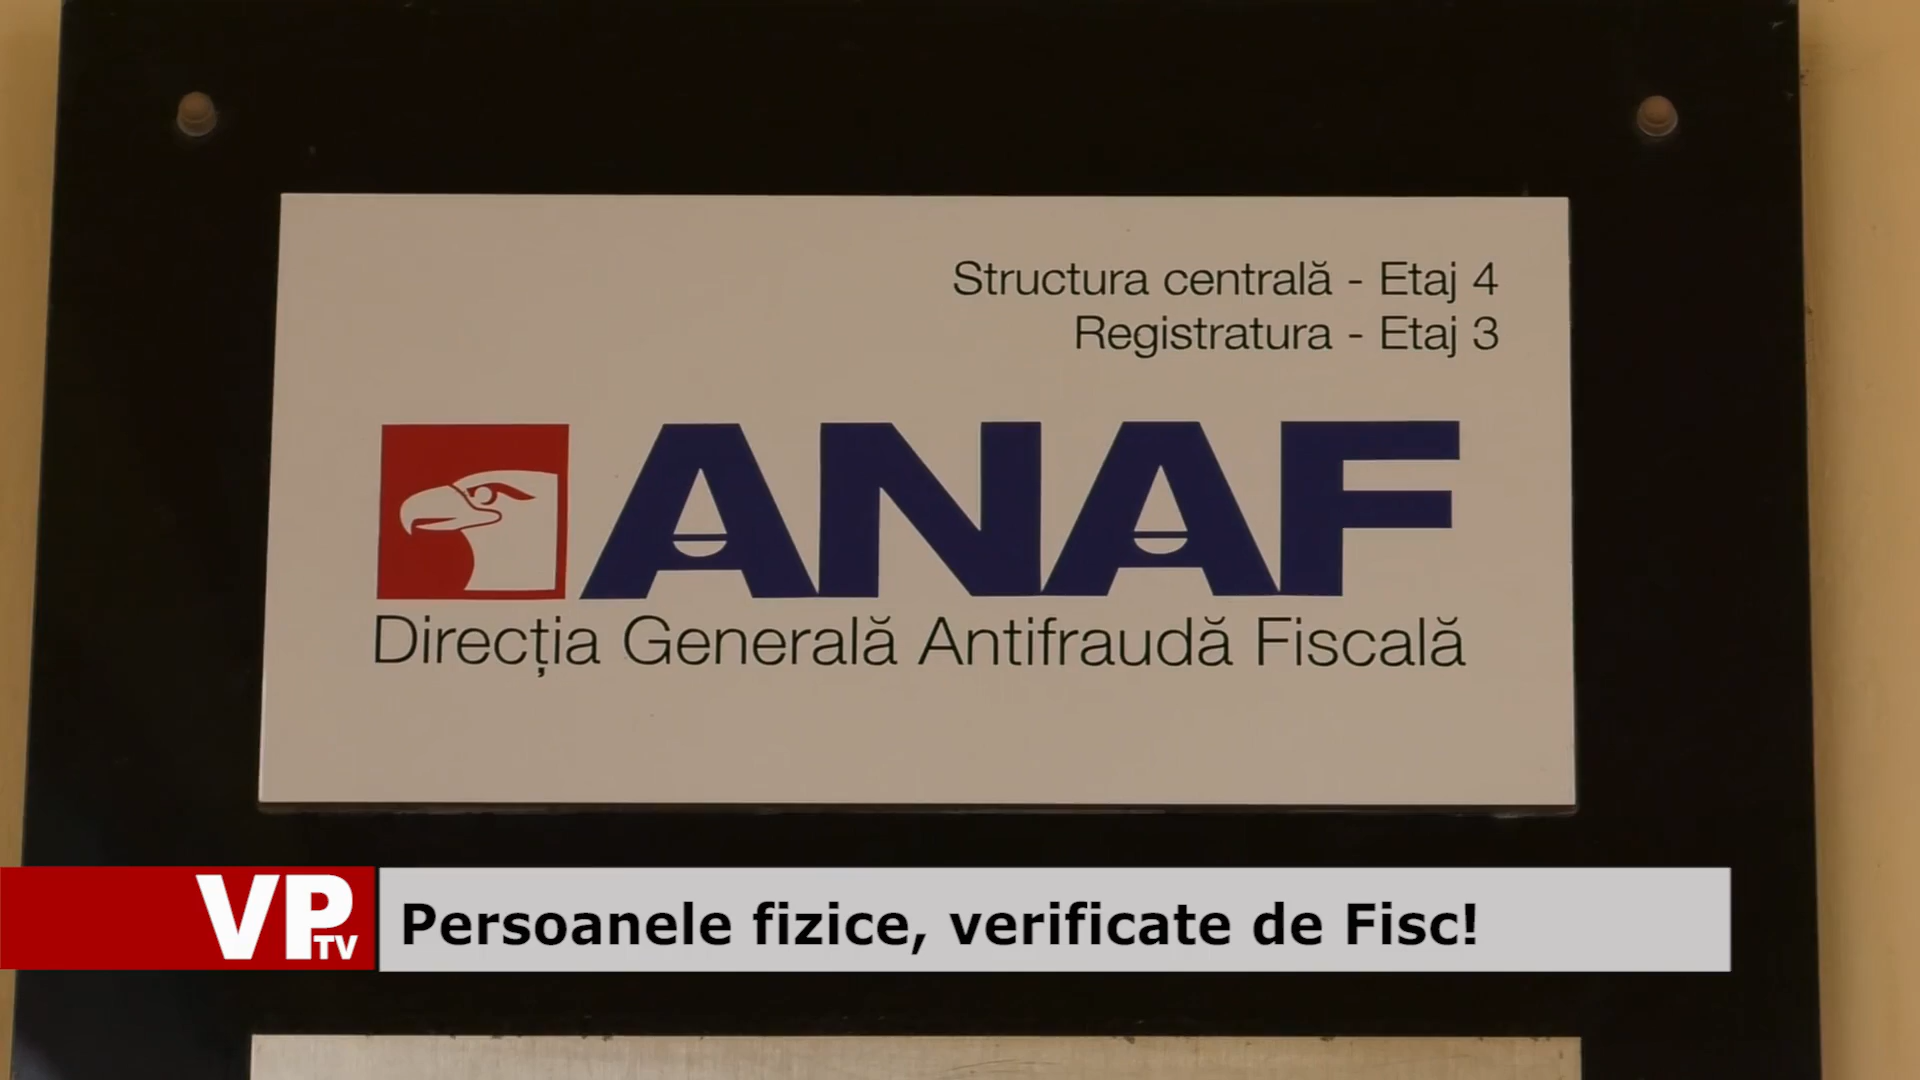 Structura centrală - Etaj 4
Registratura - Etaj 3
ANAF
Direcția Generală Antifraudă Fiscală
VP TV
Persoanele fizice, verificate de Fisc!